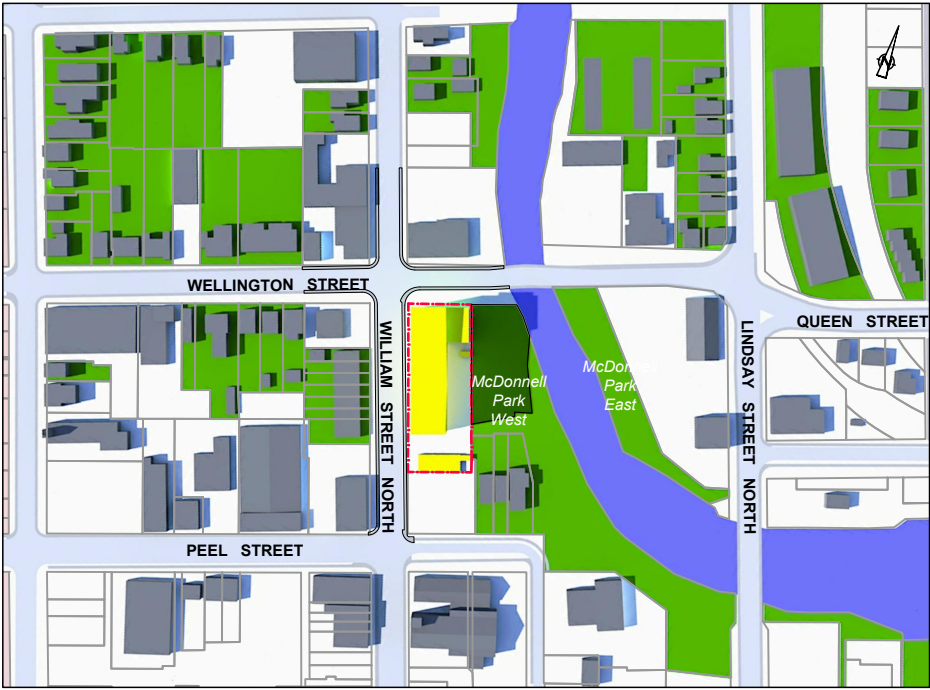 WELLINGTON STREET
QUEEN STREET
WILLIAM STREET NORTH
LINDSAY STREET NORTH
McDonnell
Park
West
McDonnell
Park
East
PEEL STREET
N